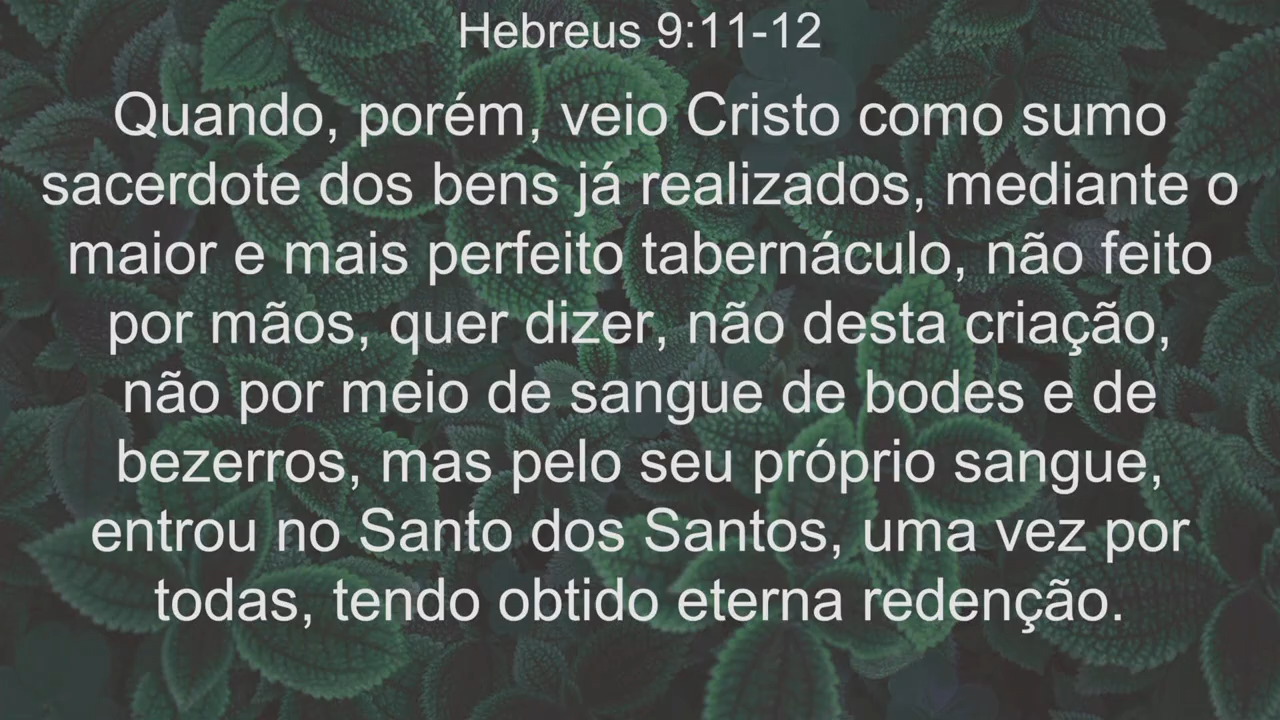 Hebreus 9:11-12
Quando, porém, veio Cristo como sumo
sacerdote dos bens já realizados, mediante o
maior e mais perfeito tabernáculo, não feito
por mãos, quer dizer, não desta criação,
não por meio de sangue de bodes e de
bezerros, mas pelo seu próprio sangue,
entrou no Santo dos Santos, uma vez por
todas, tendo obtido eterna redenção.